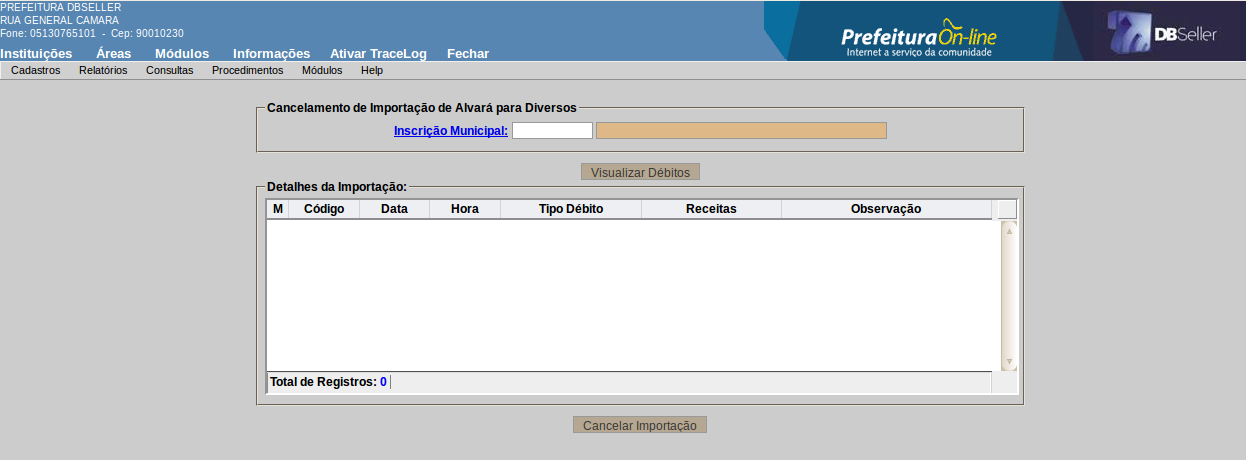 PREFEITURA DBSELLER
RUA GENERAL CAMARA
Fone: 05130765101 - Cep: 90010230
Instituições Áreas Módulos Informações Ativar TraceLog Fechar
PrefeituraOn-line
Internet a serviço da comunidade
DBSeller
Cadastros Relatórios Consultas Procedimentos Módulos Help
Cancelamento de Importação de Alvará para Diversos
Inscrição Municipal:
Visualizar Débitos
Detalhes da Importação:
M Código Data Hora Tipo Débito Receitas Observação
Total de Registros: 0
Cancelar Importação